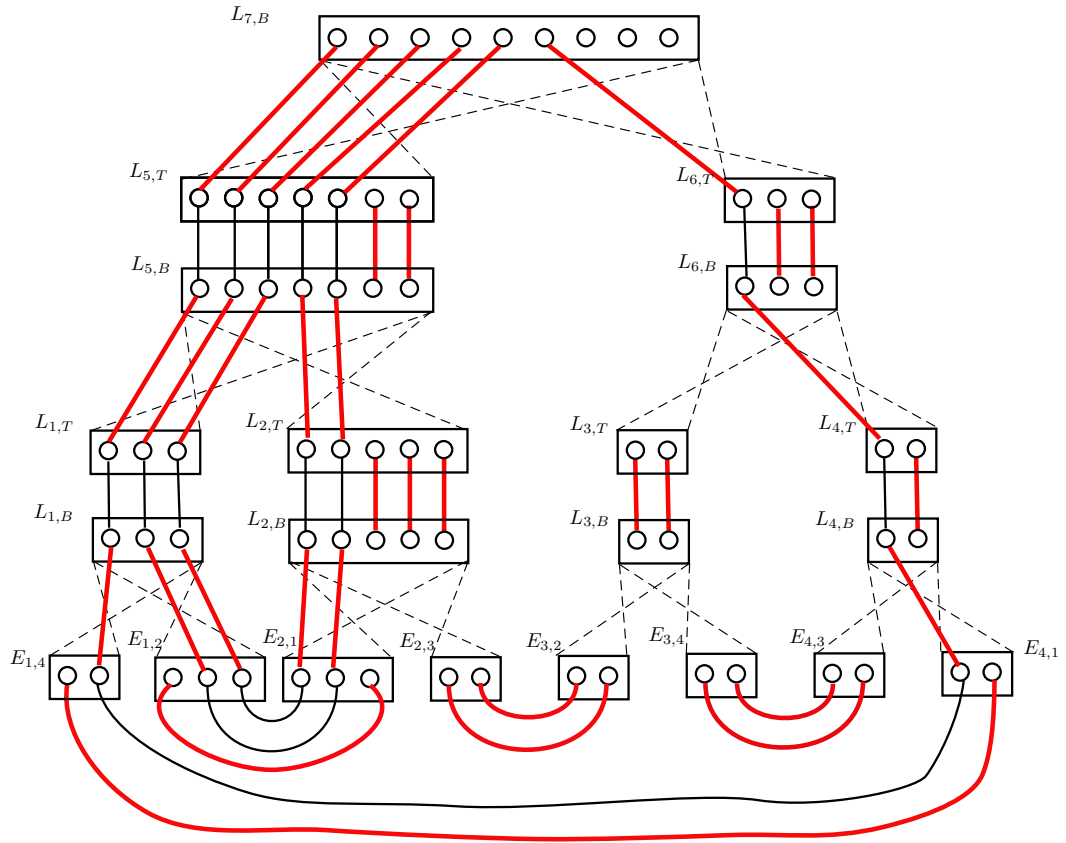 L_{7,B}
L_{5,T}
L_{6,T}
L_{5,B}
L_{6,B}
L_{1,T}
L_{2,T}
L_{3,T}
L_{4,T}
L_{1,B}
L_{2,B}
L_{3,B}
L_{4,B}
E_{1,4}
E_{1,2}
E_{2,1}
E_{2,3}
E_{3,2}
E_{3,4}
E_{4,3}
E_{4,1}